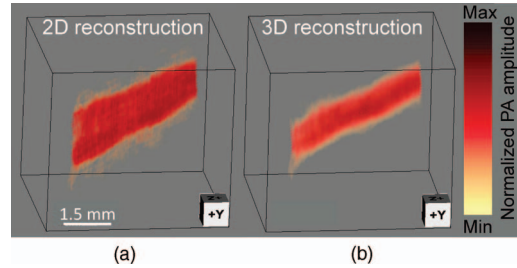 2D reconstruction
3D reconstruction
Max
Normalized PA amplitude
Min
1.5 mm
+Y
+Y
(a)
(b)